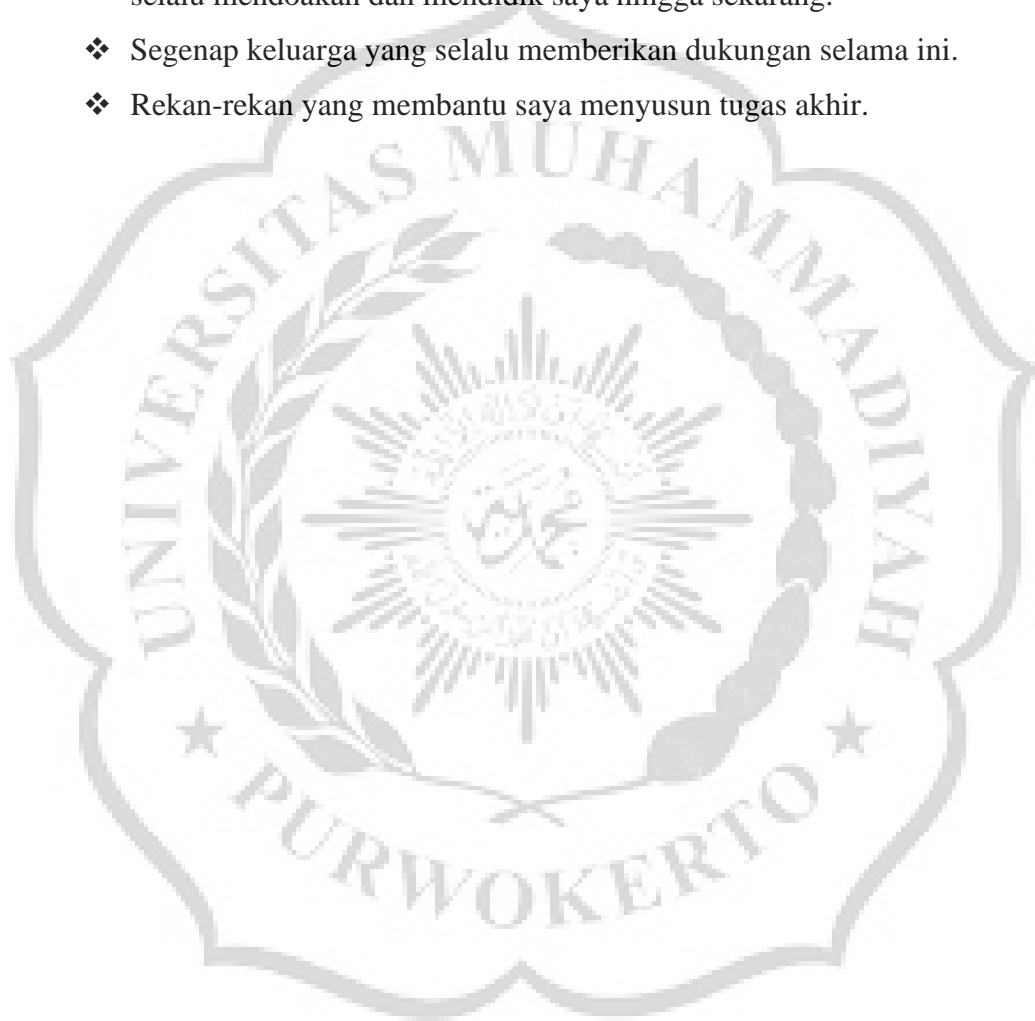 selalu mendoakan dan mendidik saya hingga sekarang.
❖ Segenap keluarga yang selalu memberikan dukungan selama ini.
❖ Rekan-rekan yang membantu saya menyusun tugas akhir.
UNIVERSITAS MUHAMMADIYAH
★ PURWOKERTO ★
محمد